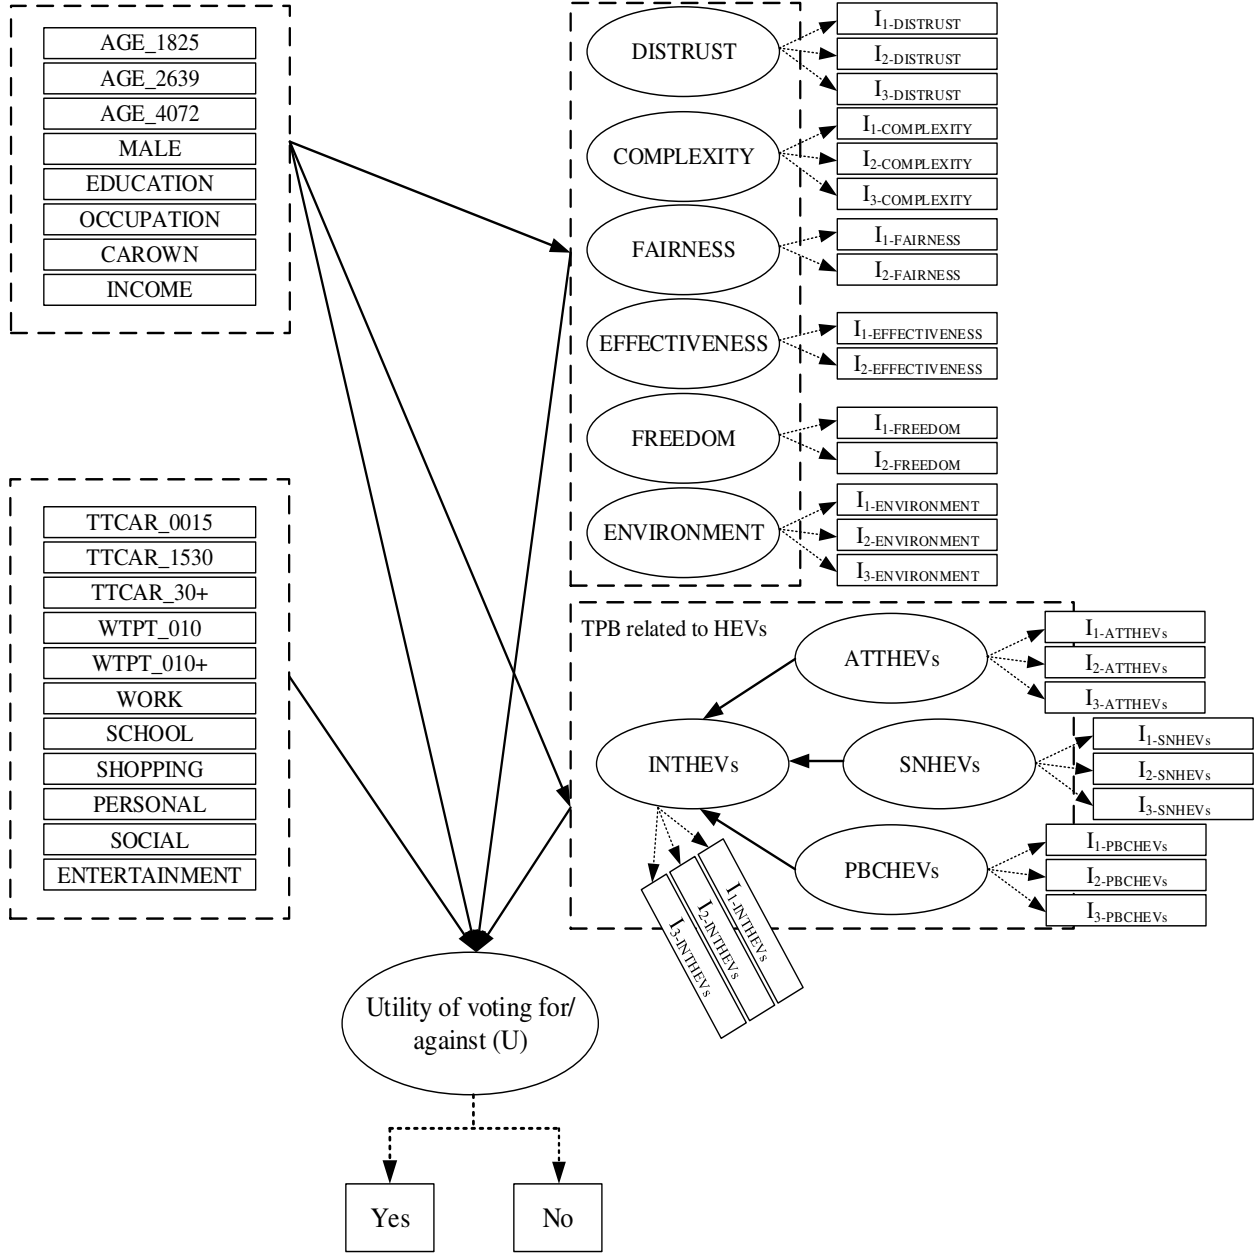 AGE_1825
AGE_2639
AGE_4072
MALE
EDUCATION
OCCUPATION
CAROWN
INCOME
TTCAR_0015
TTCAR_1530
TTCAR_30+
WTPT_010
WTPT_010+
WORK
SCHOOL
SHOPPING
PERSONAL
SOCIAL
ENTERTAINMENT
DISTRUST
I1-DISTRUST
I2-DISTRUST
I3-DISTRUST
COMPLEXITY
I1-COMPLEXITY
I2-COMPLEXITY
I3-COMPLEXITY
FAIRNESS
I1-FAIRNESS
I2-FAIRNESS
EFFECTIVENESS
I1-EFFECTIVENESS
I2-EFFECTIVENESS
FREEDOM
I1-FREEDOM
I2-FREEDOM
ENVIRONMENT
I1-ENVIRONMENT
I2-ENVIRONMENT
I3-ENVIRONMENT
TPB related to HEVs
ATTHEVs
I1-ATTHEVs
I2-ATTHEVs
I3-ATTHEVs
INTHEVs
SNHEVs
I1-SNHEVs
I2-SNHEVs
I3-SNHEVs
PBCHEVs
I1-PBCHEVs
I2-PBCHEVs
I3-PBCHEVs
I1-INTHEVs
I2-INTHEVs
I3-INTHEVs
Utility of voting for/
against (U)
Yes
No